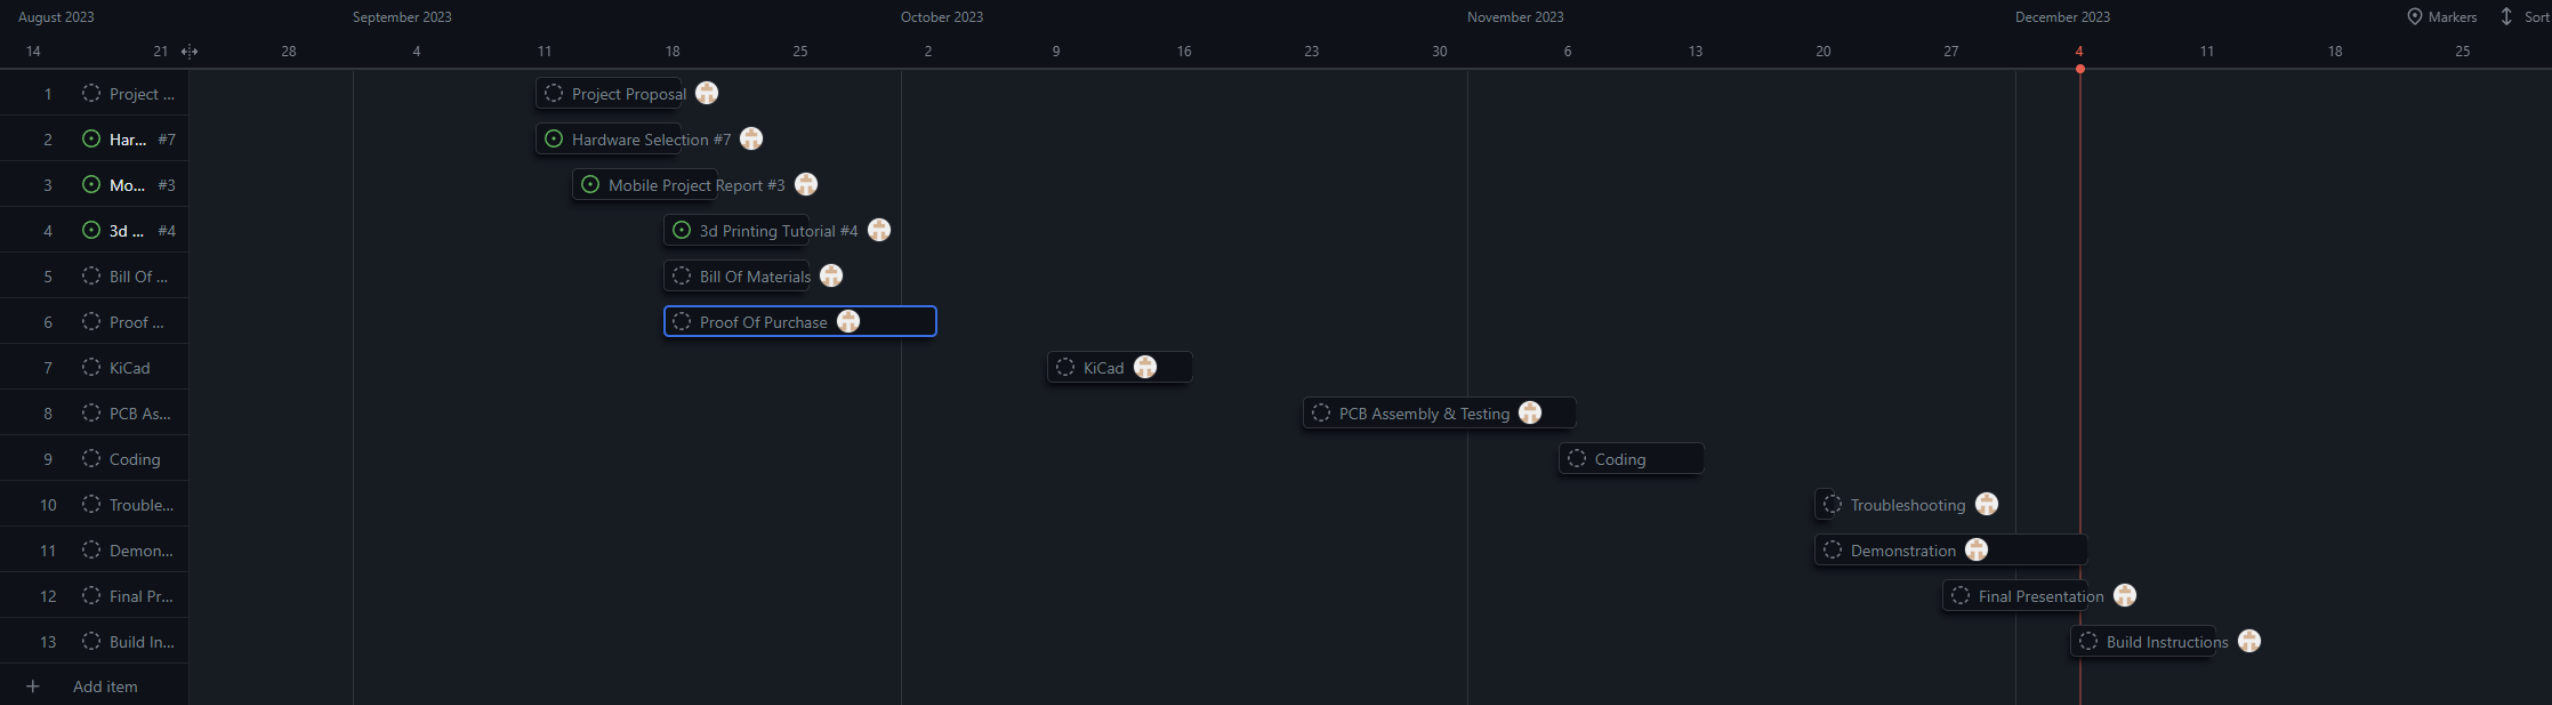 August 2023 September 2023 October 2023 November 2023 December 2023 Markers Sort
14 21 28 4 11 18 25 2 9 16 23 30 6 13 20 27 4 11 18 25
1 Project ... Project Proposal
2 Har... #7 Hardware Selection #7
3 Mo... #3 Mobile Project Report #3
4 3d ... #4 3d Printing Tutorial #4
5 Bill Of ... Bill Of Materials
6 Proof ... Proof Of Purchase
7 KiCad KiCad
8 PCB As... PCB Assembly & Testing
9 Coding Coding
10 Trouble... Troubleshooting
11 Demon... Demonstration
12 Final Pr... Final Presentation
13 Build In... Build Instructions
+ Add item